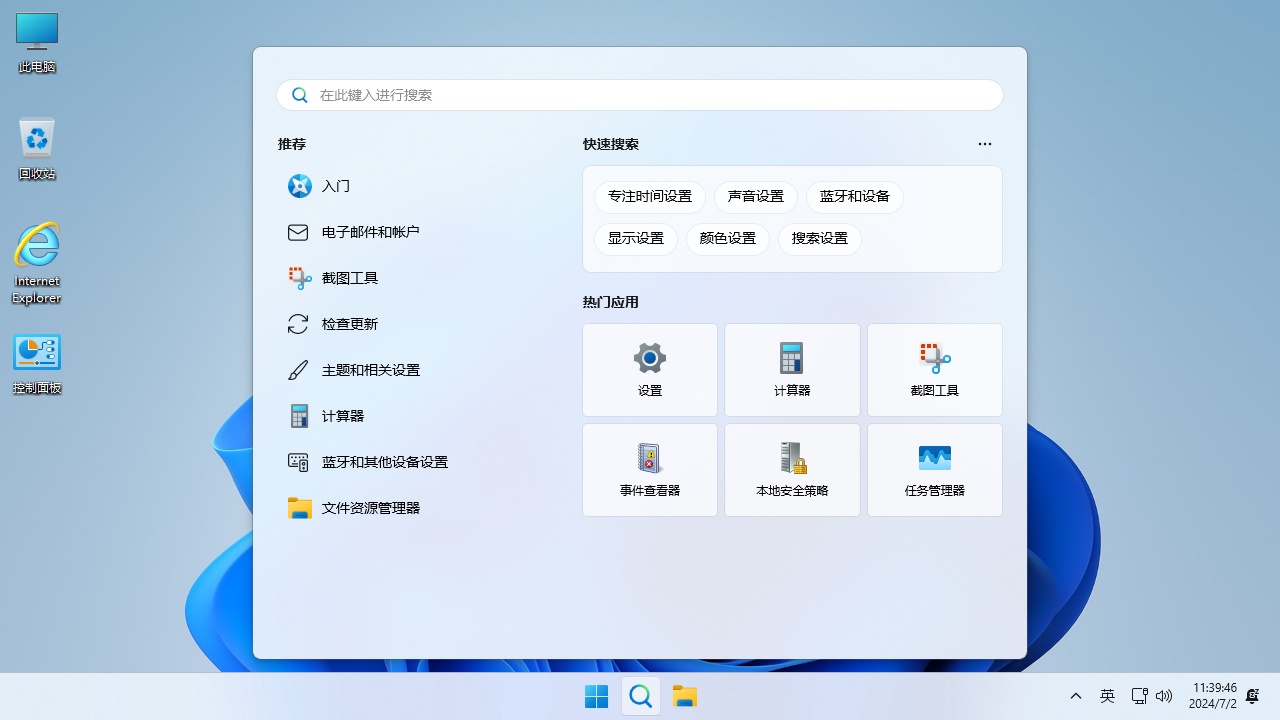 此电脑
回收站
Internet
Explorer
控制面板
在此键入进行搜索
推荐
入门
电子邮件和帐户
截图工具
检查更新
主题和相关设置
计算器
蓝牙和其他设备设置
文件资源管理器
快速搜索
专注时间设置 声音设置 蓝牙和设备
显示设置 颜色设置 搜索设置
热门应用
设置 计算器 截图工具
事件查看器 本地安全策略 任务管理器
英
11:39:46
2024/7/2